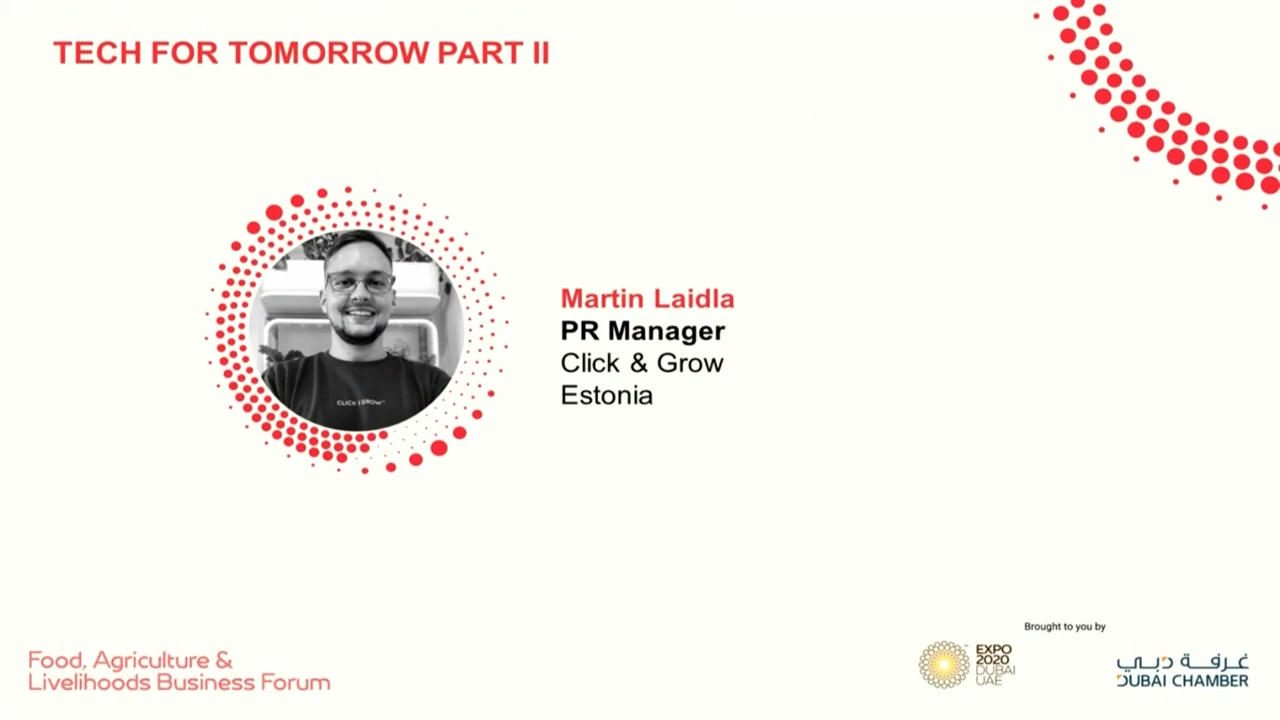 TECH FOR TOMORROW PART II
CLICK & GROW™
Martin Laidla
PR Manager
Click & Grow
Estonia
Food, Agriculture &
Livelihoods Business Forum
Brought to you by
EXPO
2020
DUBAI
UAE
غرفة دبي
DUBAI CHAMBER